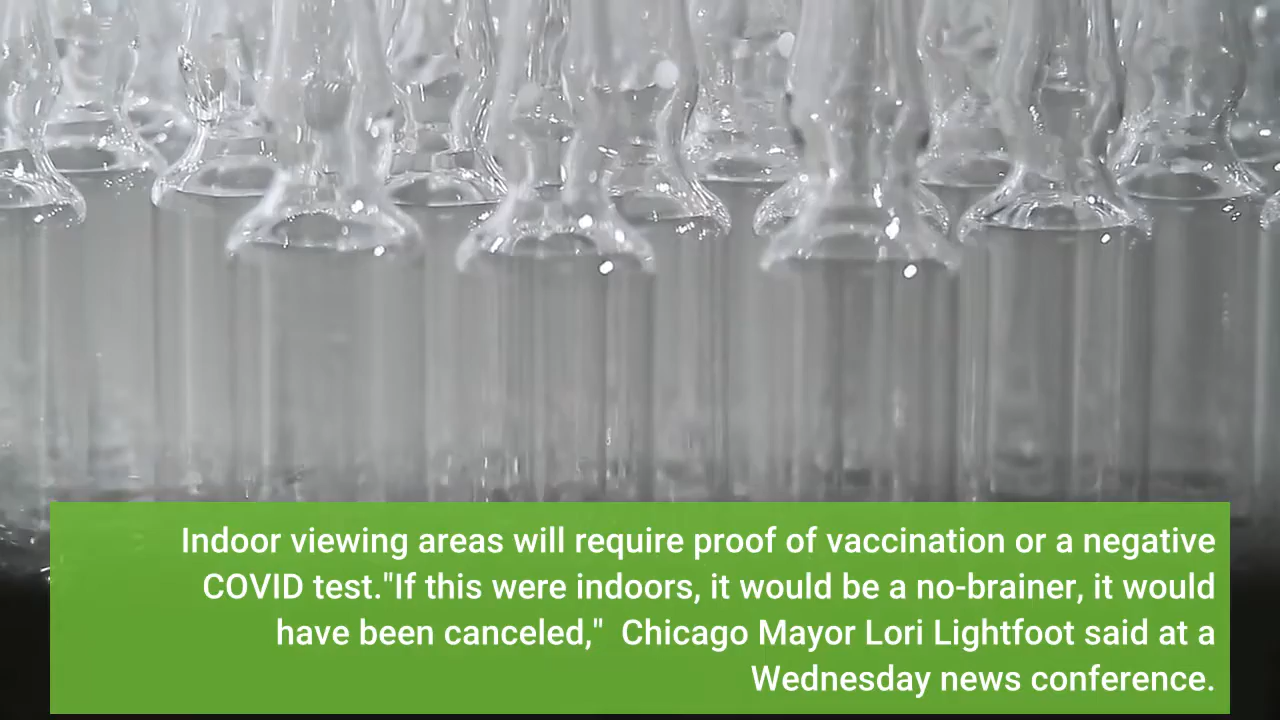 Indoor viewing areas will require proof of vaccination or a negative
COVID test."If this were indoors, it would be a no-brainer, it would
have been canceled,"  Chicago Mayor Lori Lightfoot said at a
Wednesday news conference.